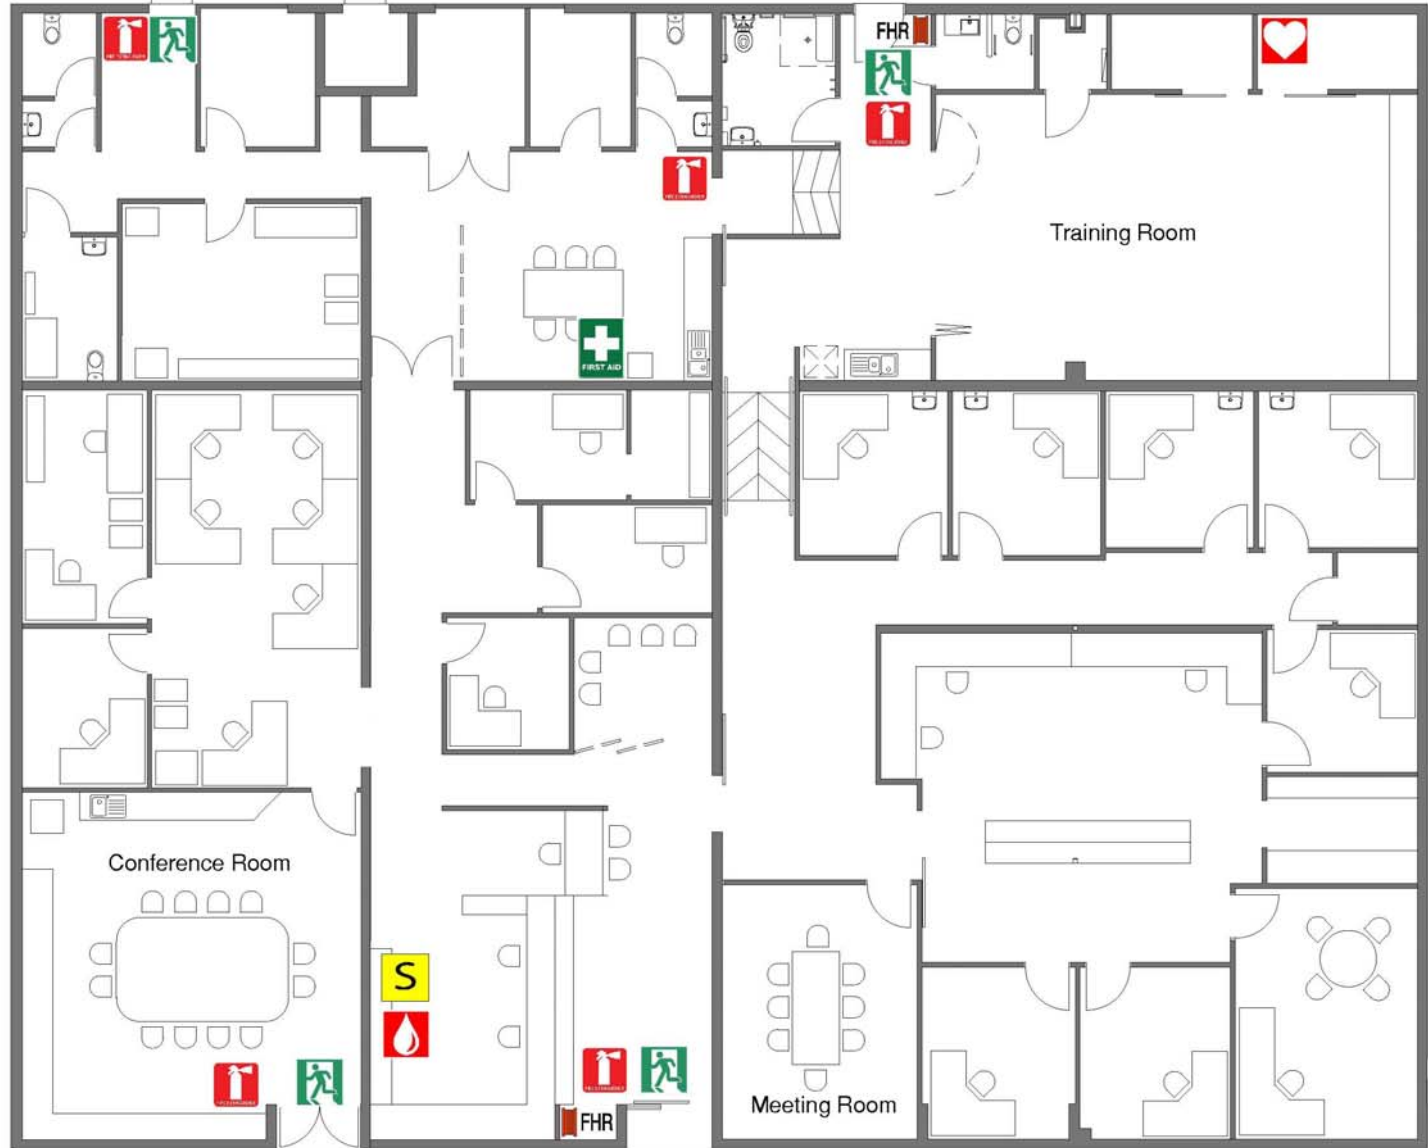 FHR
Training Room
FIRST AID
Conference Room
S
FHR
Meeting Room